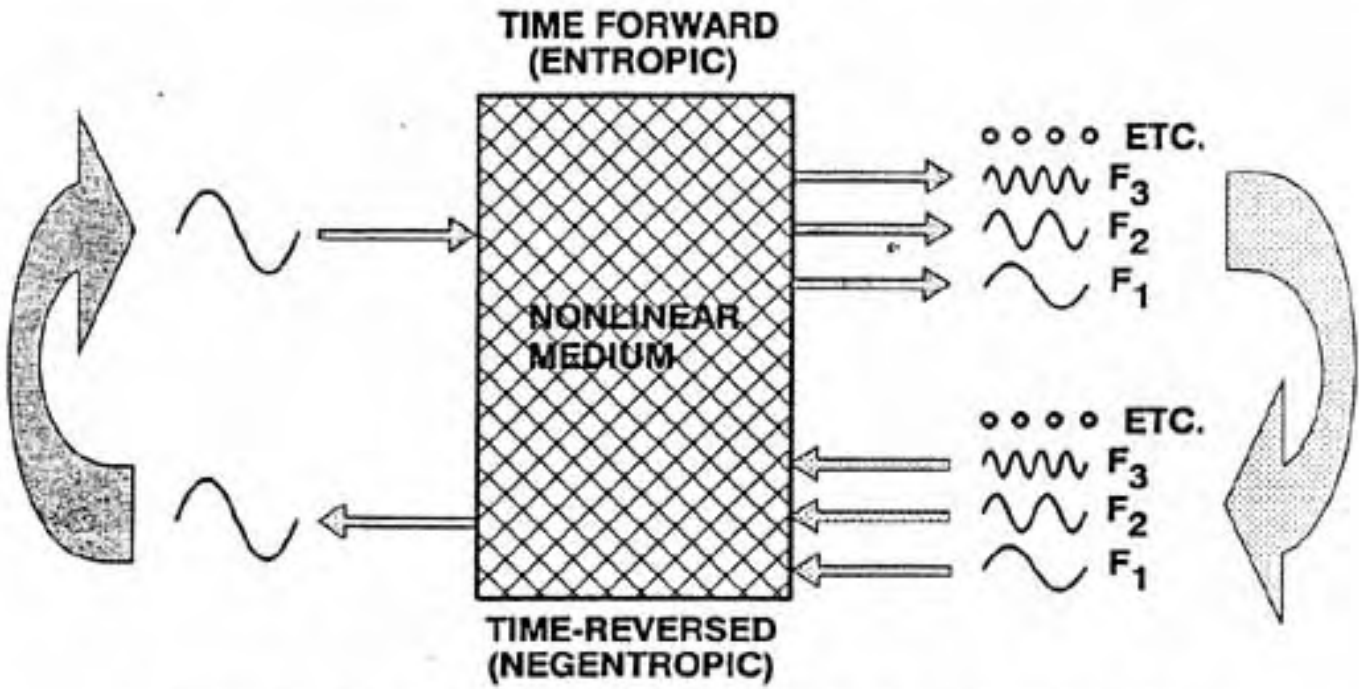 TIME FORWARD
(ENTROPIC)
ETC.
F3
F2
F1
NONLINEAR
MEDIUM
ETC.
F3
F2
F1
TIME-REVERSED
(NEGENTROPIC)